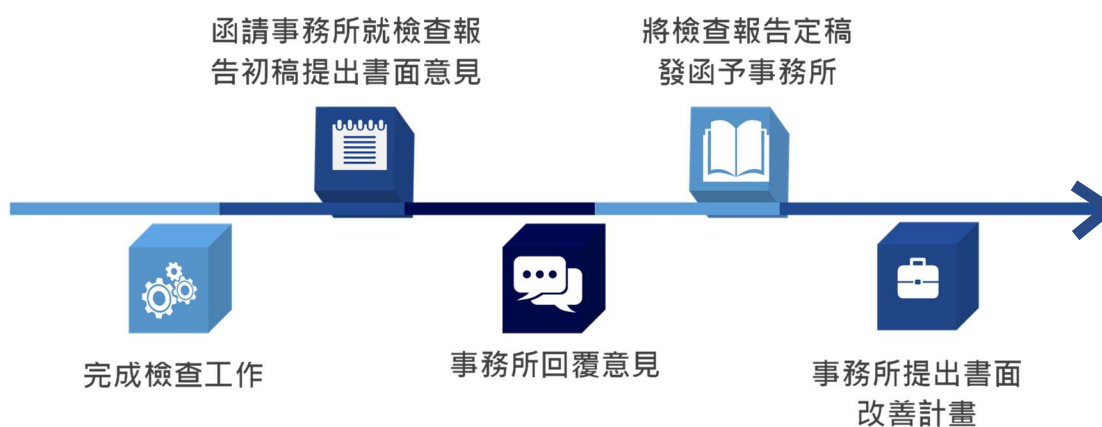 函請事務所就檢查報
告初稿提出書面意見
將檢查報告定稿
發函予事務所
完成檢查工作
事務所回覆意見
事務所提出書面
改善計畫